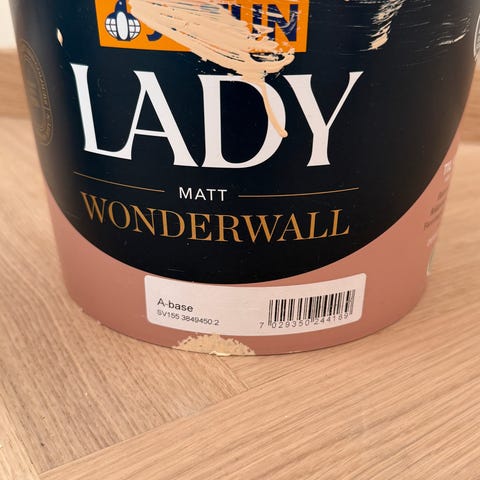 LADY
MATT
WONDERWALL
A-base
SV155 3849450:2
7 029350 244189